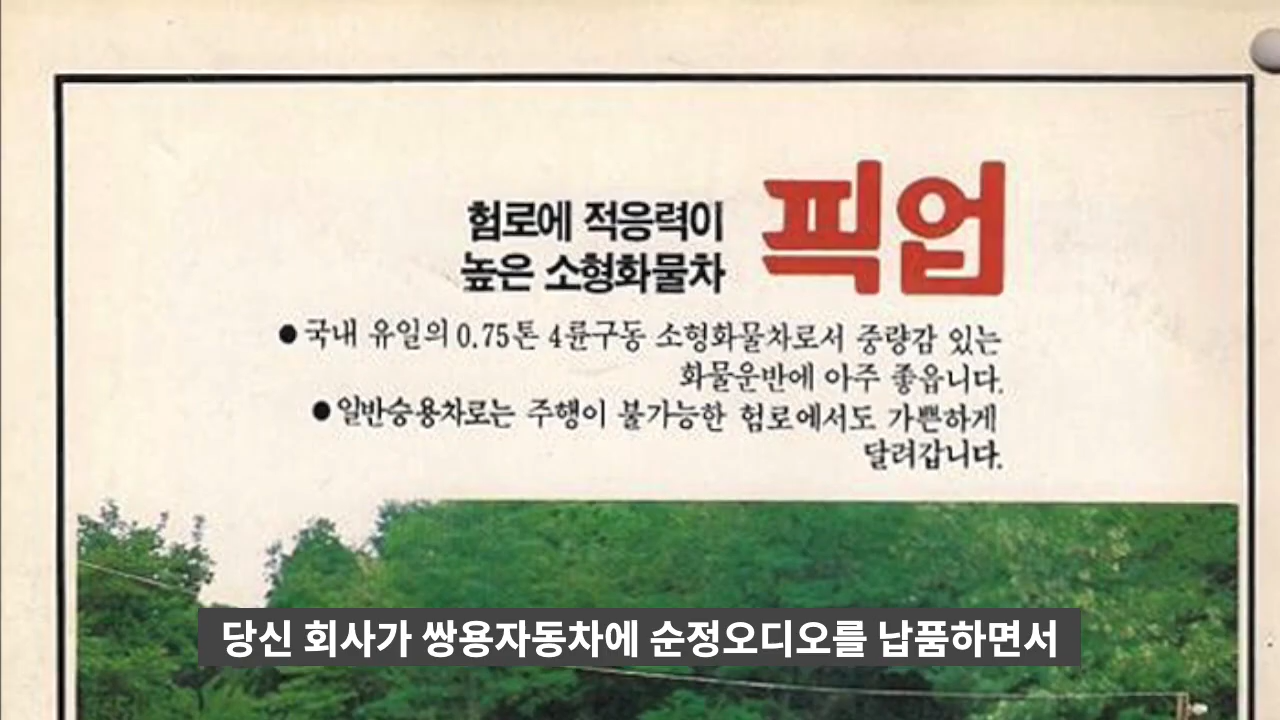 픽업
험로에 적응력이
높은 소형화물차
●국내 유일의 0.75톤 4륜구동 소형화물차로서 중량감 있는
화물운반에 아주 좋읍니다.
●일반승용차로는 주행이 불가능한 험로에서도 가쁜하게
달려갑니다.
당신 회사가 쌍용자동차에 순정오디오를 납품하면서